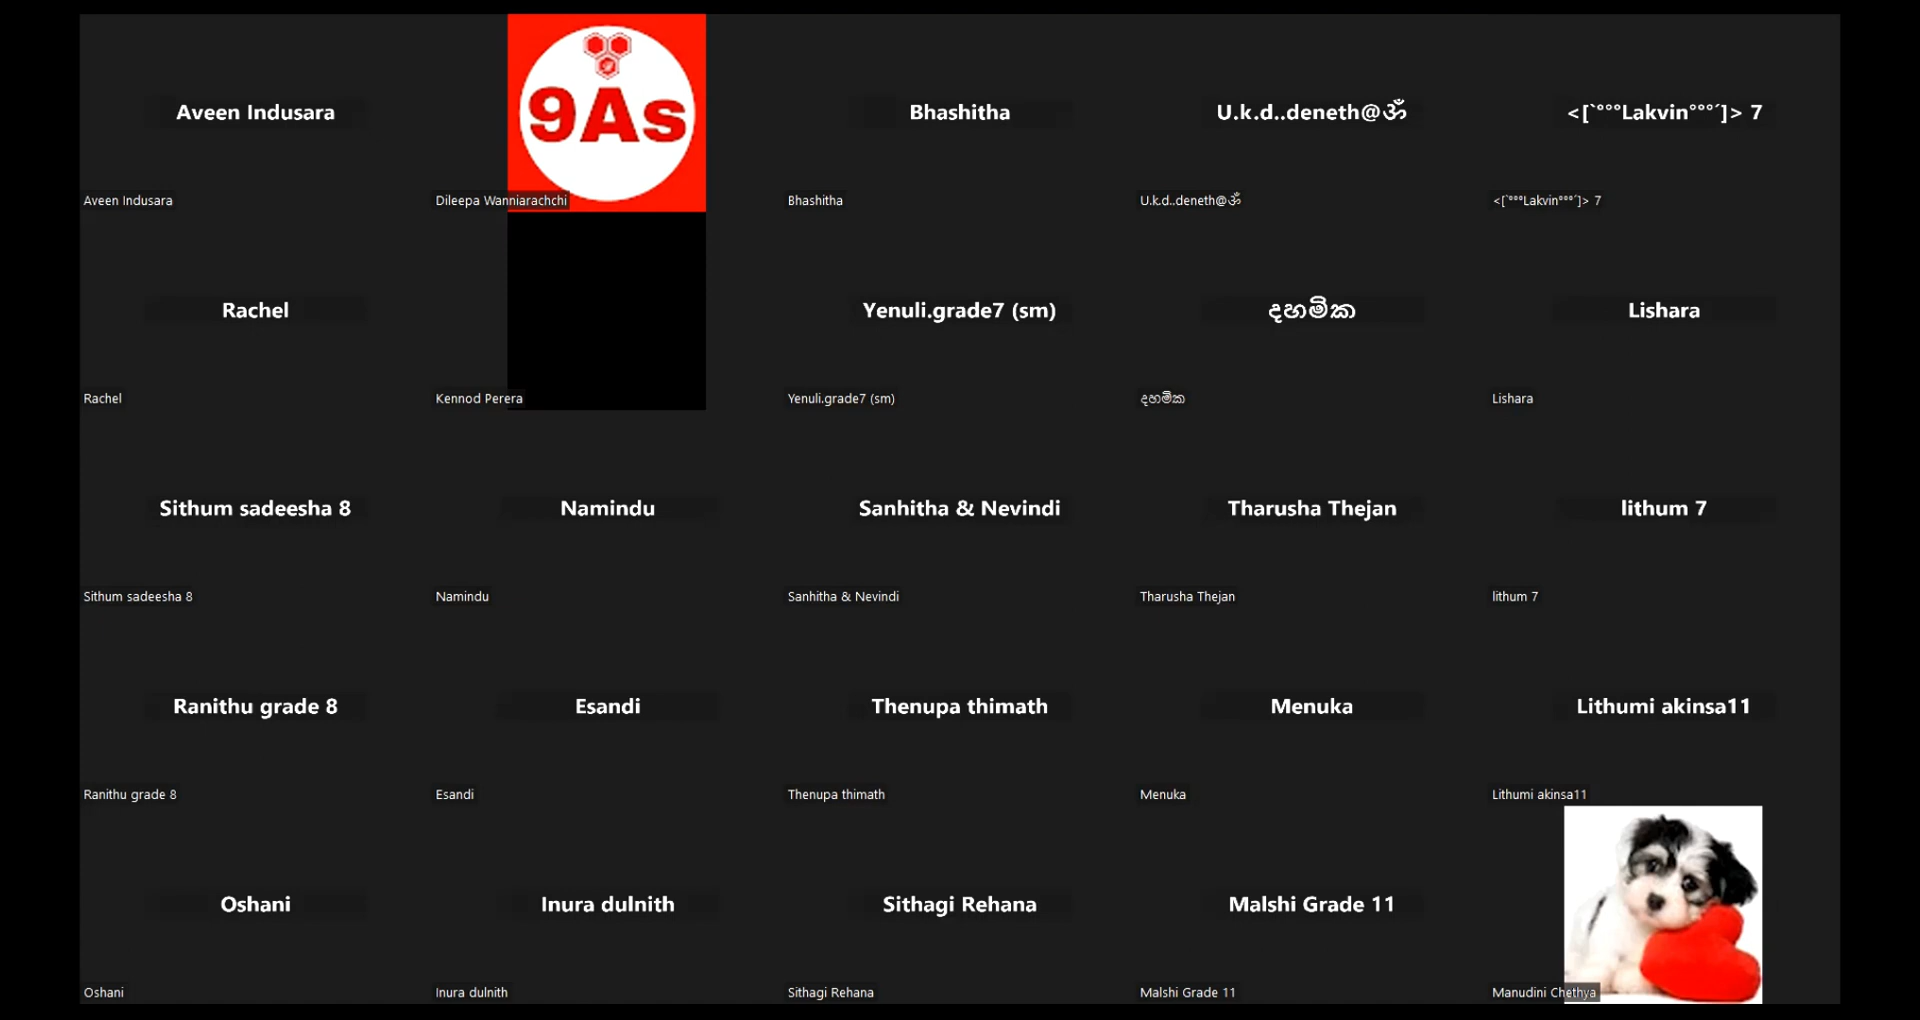 Aveen Indusara
9As
Bhashitha
U.k.d..deneth@ॐ
<[`°°°Lakvin°°°´]> 7
Aveen Indusara
Dileepa Wanniarachchi
Bhashitha
U.k.d..deneth@ॐ
<[`°°°Lakvin°°°´]> 7
Rachel
Yenuli.grade7 (sm)
දහමික
Lishara
Rachel
Kennod Perera
Yenuli.grade7 (sm)
දහමික
Lishara
Sithum sadeesha 8
Namindu
Sanhitha & Nevindi
Tharusha Thejan
lithum 7
Sithum sadeesha 8
Namindu
Sanhitha & Nevindi
Tharusha Thejan
lithum 7
Ranithu grade 8
Esandi
Thenupa thimath
Menuka
Lithumi akinsa11
Ranithu grade 8
Esandi
Thenupa thimath
Menuka
Lithumi akinsa11
Oshani
Inura dulnith
Sithagi Rehana
Malshi Grade 11
Oshani
Inura dulnith
Sithagi Rehana
Malshi Grade 11
Manudini Chethya